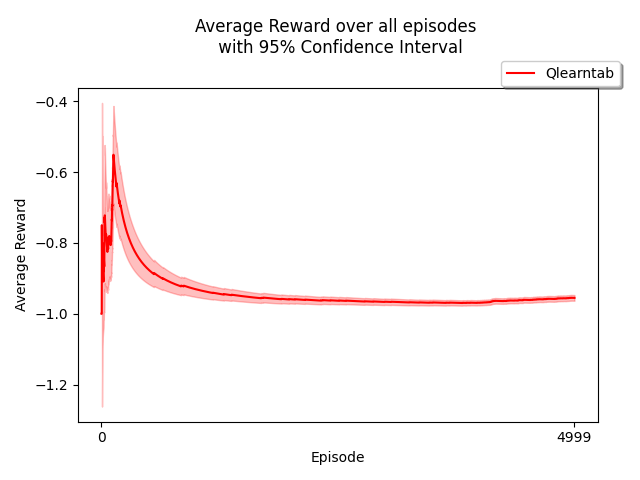 Average Reward over all episodes
with 95% Confidence Interval
Qlearntab
Average Reward
−0.4
−0.6
−0.8
−1.0
−1.2
0
4999
Episode